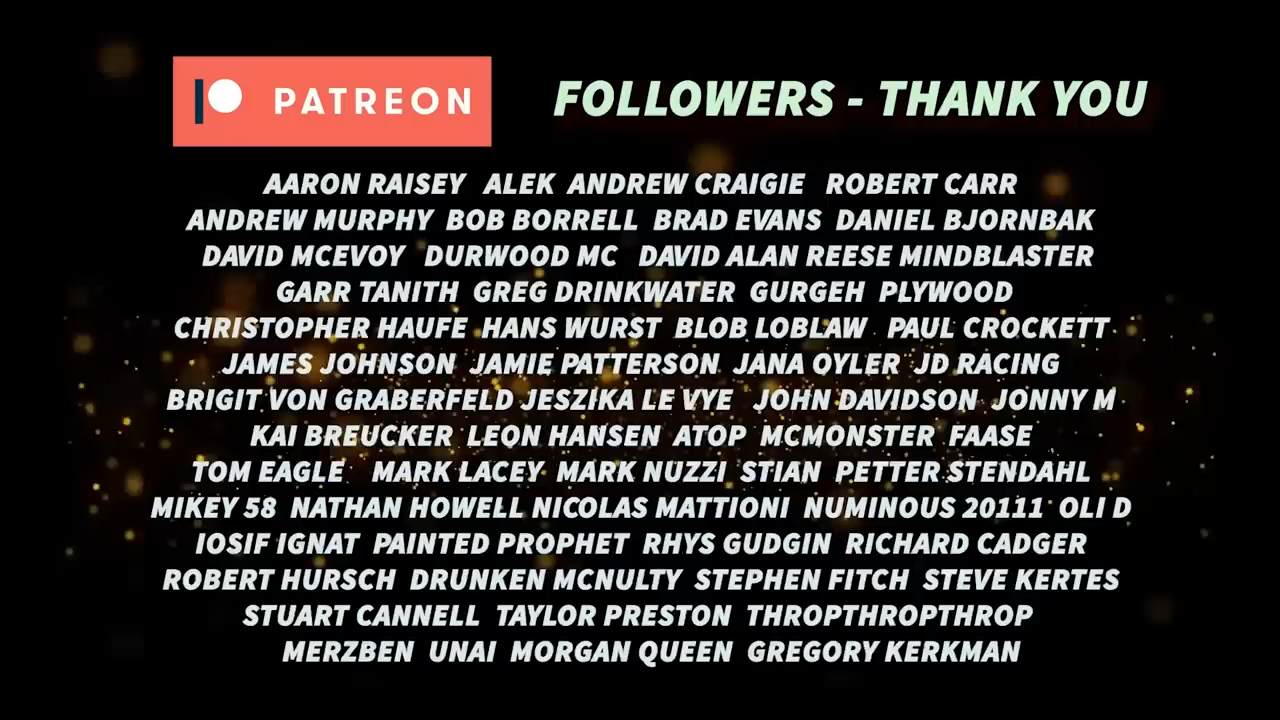 PATREON FOLLOWERS - THANK YOU
AARON RAISEY ALEK ANDREW CRAIGIE ROBERT CARR
ANDREW MURPHY BOB BORRELL BRAD EVANS DANIEL BJORNBAK
DAVID MCEVOY DURWOOD MC DAVID ALAN REESE MINDBLASTER
GARR TANITH GREG DRINKWATER GURGEH PLYWOOD
CHRISTOPHER HAUFE HANS WURST BLOB LOBLAW PAUL CROCKETT
JAMES JOHNSON JAMIE PATTERSON JANA OYLER JD RACING
BRIGIT VON GRABERFELD JESZIKA LE VYE JOHN DAVIDSON JONNY M
KAI BREUCKER LEON HANSEN ATOP MCMONSTER FAASE
TOM EAGLE MARK LACEY MARK NUZZI STIAN PETTER STENDAHL
MIKEY 58 NATHAN HOWELL NICOLAS MATTIONI NUMINOUS 20111 OLI D
IOSIF IGNAT PAINTED PROPHET RHYS GUDGIN RICHARD CADGER
ROBERT HURSCH DRUNKEN MCNULTY STEPHEN FITCH STEVE KERTES
STUART CANNELL TAYLOR PRESTON THROPTHROPTHROP
MERZBEN UNAI MORGAN QUEEN GREGORY KERKMAN